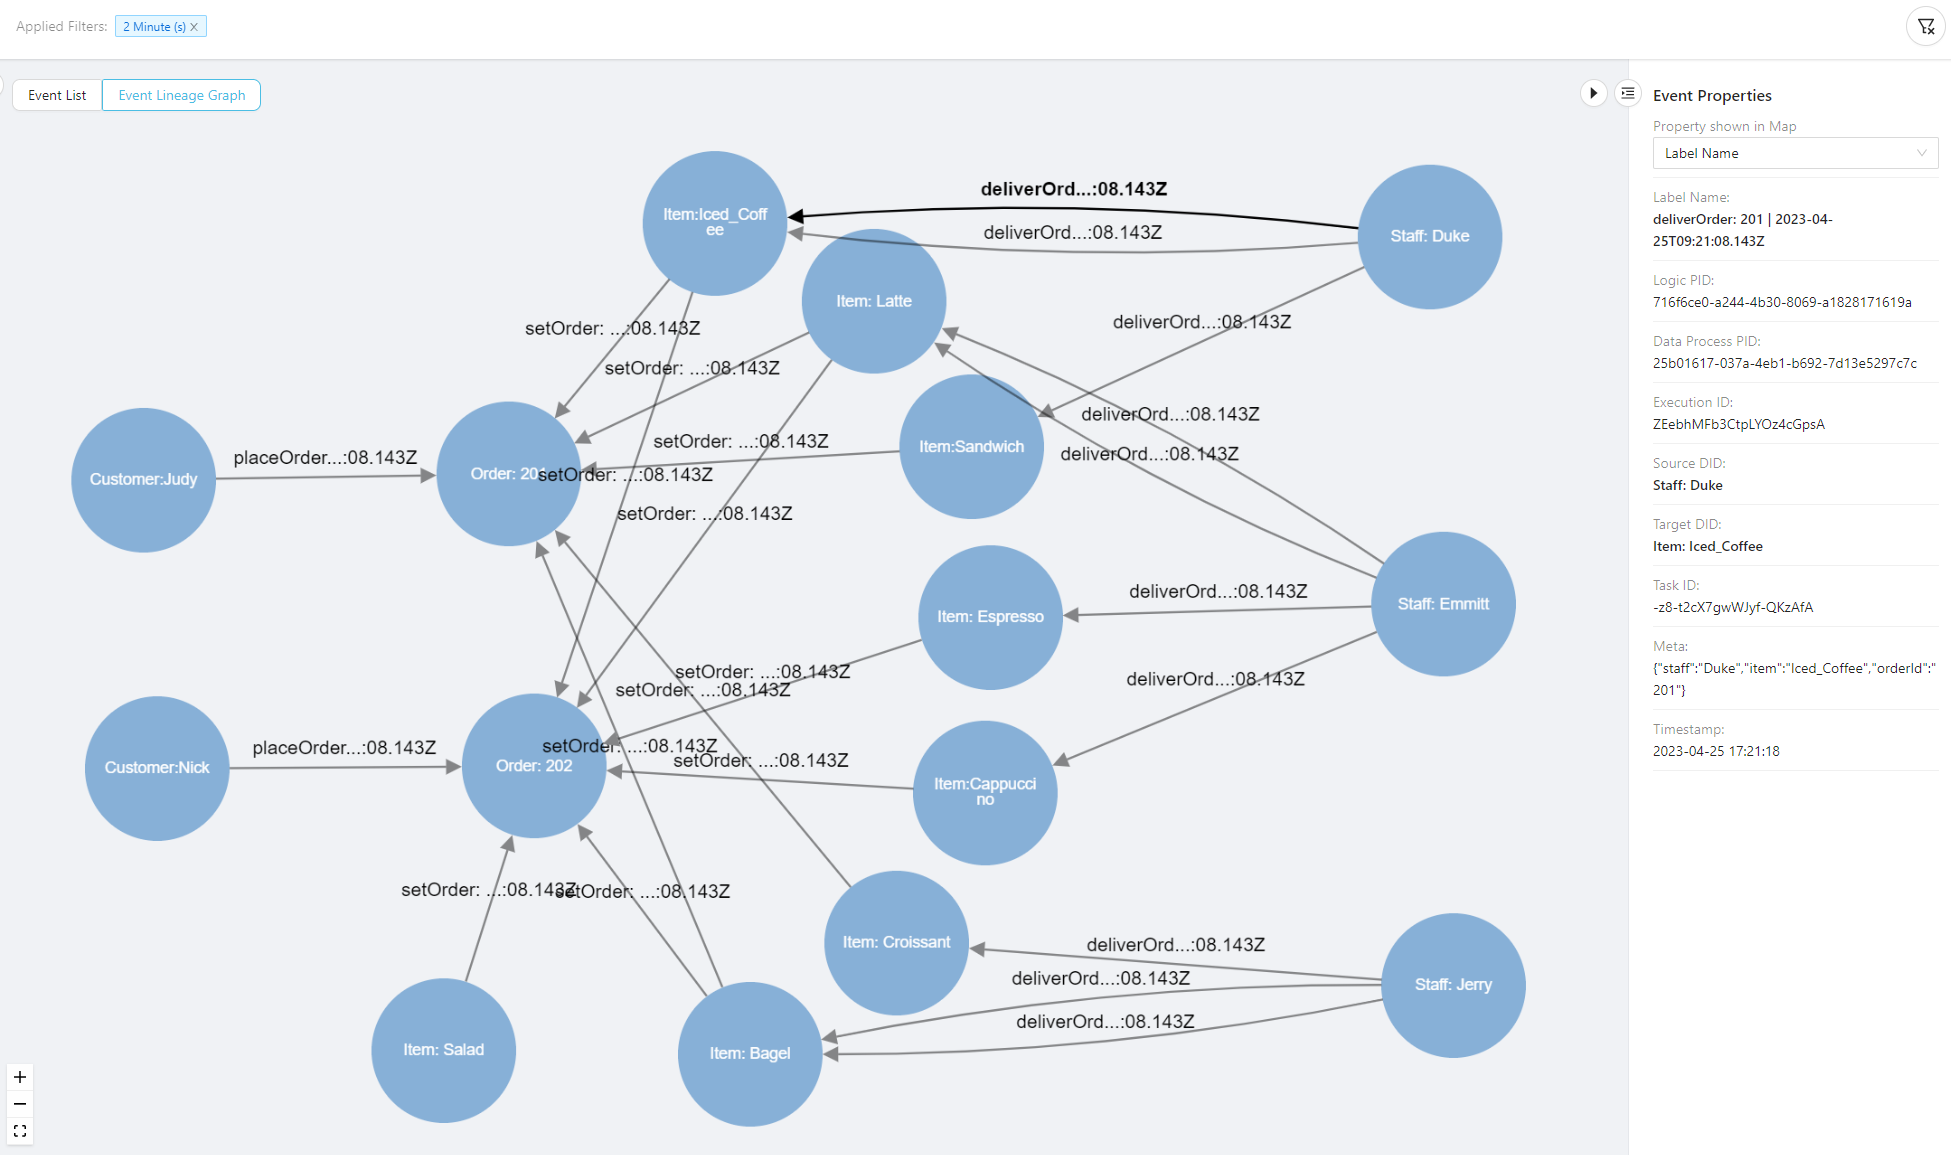 Applied Filters: 2 Minute (s)
Event List
Event Lineage Graph
Event Properties
Property shown in Map
Label Name
Label Name:
deliverOrder: 201 | 2023-04-
25T09:21:08.143Z
Logic PID:
716f6ce0-a244-4b30-8069-a1828171619a
Data Process PID:
25b01617-037a-4eb1-b692-7d13e5297c7c
Execution ID:
ZEebhMFb3CtpLYOz4cGpsA
Source DID:
Staff: Duke
Target DID:
Item: Iced_Coffee
Task ID:
-z8-t2cX7gwWJyf-QKzAfA
Meta:
{"staff":"Duke","item":"Iced_Coffee","orderId":"
201"}
Timestamp:
2023-04-25 17:21:18
deliverOrd...:08.143Z
Item:Iced_Coff
ee
deliverOrd...:08.143Z
Staff: Duke
Item: Latte
deliverOrd...:08.143Z
setOrder: ...:08.143Z
setOrder: ...:08.143Z
deliverOrd...:08.143Z
setOrder: ...:08.143Z
Item:Sandwich
deliverOrd...:08.143Z
placeOrder...:08.143Z
Customer:Judy
Order: 201
setOrder: ...:08.143Z
setOrder: ...:08.143Z
deliverOrd...:08.143Z
Staff: Emmitt
Item: Espresso
setOrder: ...:08.143Z
deliverOrd...:08.143Z
setOrder: ...:08.143Z
placeOrder...:08.143Z
setOrder: ...:08.143Z
setOrder: ...:08.143Z
Customer:Nick
Order: 202
Item:Cappucci
no
setOrder: ...:08.143Z
setOrder: ...:08.143Z
Item: Croissant
deliverOrd...:08.143Z
deliverOrd...:08.143Z
Staff: Jerry
deliverOrd...:08.143Z
Item: Salad
Item: Bagel